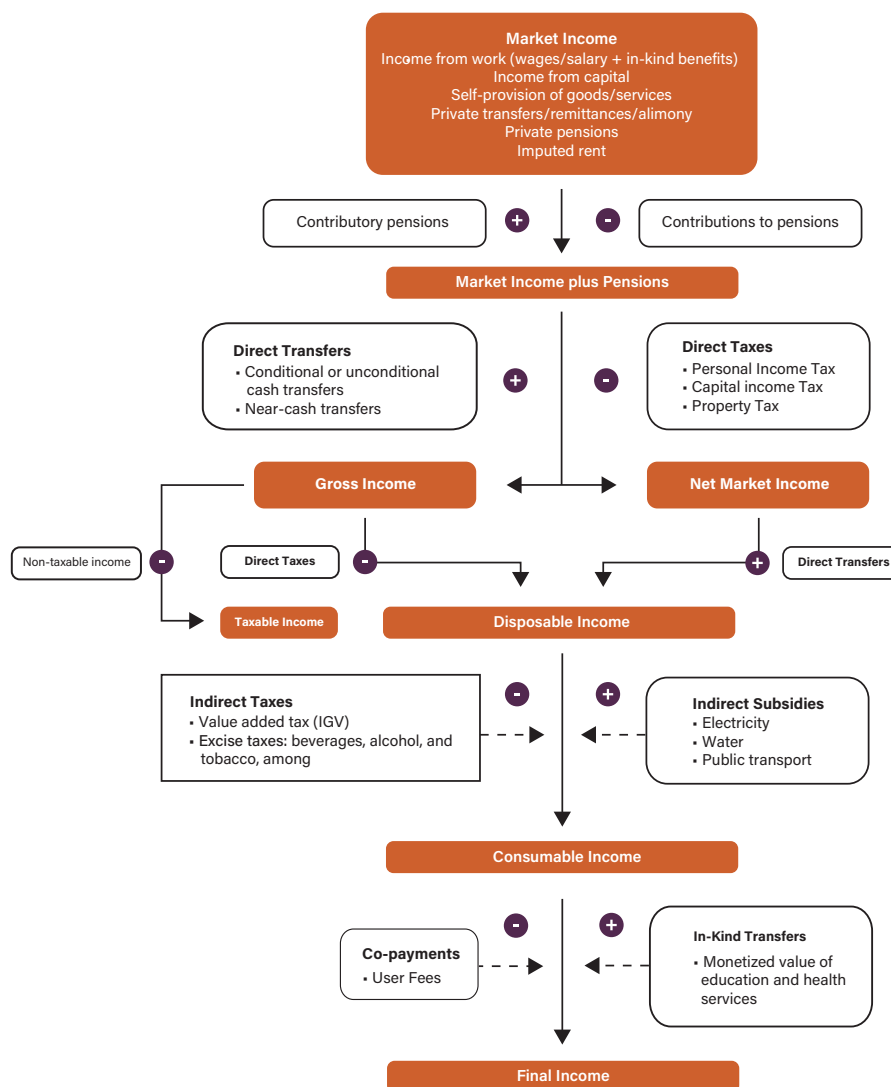 Market Income
Income from work (wages/salary + in-kind benefits)
Income from capital
Self-provision of goods/services
Private transfers/remittances/alimony
Private pensions
Imputed rent
Contributory pensions
+
-
Contributions to pensions
Market Income plus Pensions
Direct Transfers
▪ Conditional or unconditional
cash transfers
▪ Near-cash transfers
+
-
Direct Taxes
▪ Personal Income Tax
▪ Capital income Tax
▪ Property Tax
Gross Income
Net Market Income
Non-taxable income
-
Direct Taxes
-
+
Direct Transfers
Taxable Income
Disposable Income
Indirect Taxes
▪ Value added tax (IGV)
▪ Excise taxes: beverages, alcohol, and
tobacco, among
-
+
Indirect Subsidies
▪ Electricity
▪ Water
▪ Public transport
Consumable Income
Co-payments
▪ User Fees
-
+
In-Kind Transfers
▪ Monetized value of
education and health
services
Final Income